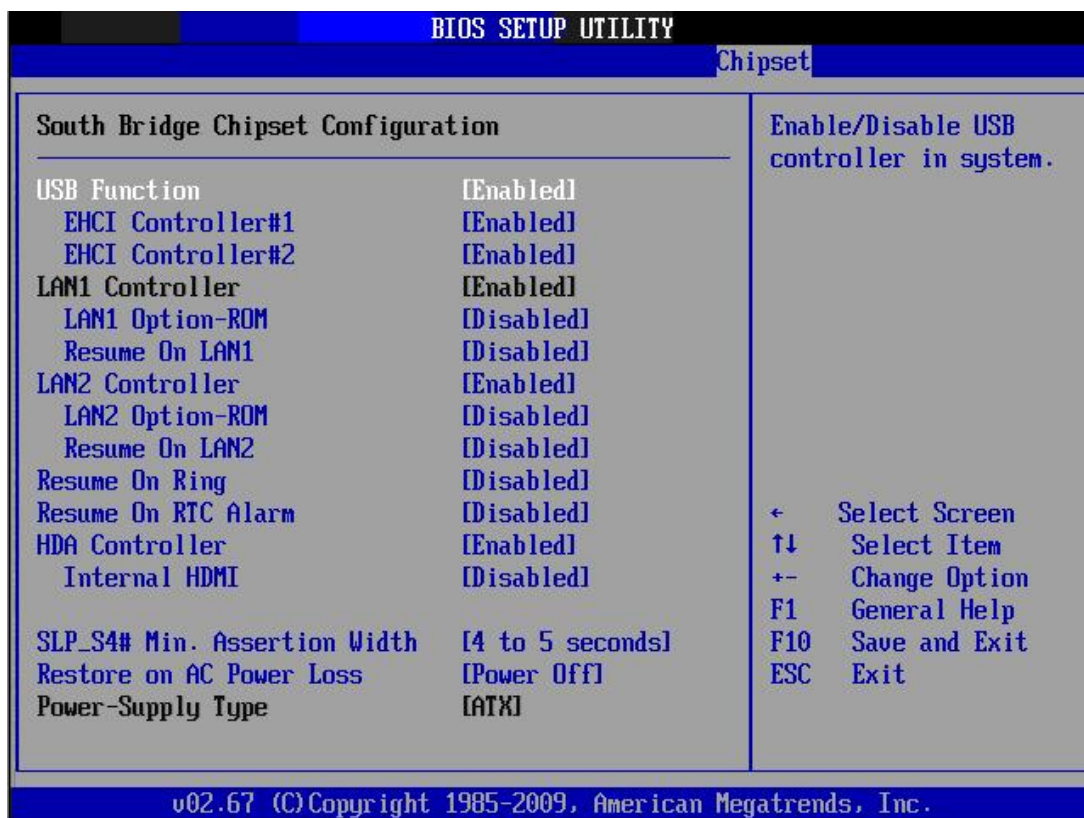 BIOS SETUP UTILITY
Chipset
South Bridge Chipset Configuration
USB Function [Enabled]
EHCI Controller#1 [Enabled]
EHCI Controller#2 [Enabled]
LAN1 Controller [Enabled]
LAN1 Option-ROM [Disabled]
Resume On LAN1 [Disabled]
LAN2 Controller [Enabled]
LAN2 Option-ROM [Disabled]
Resume On LAN2 [Disabled]
Resume On Ring [Disabled]
Resume On RTC Alarm [Disabled]
HDA Controller [Enabled]
Internal HDMI [Disabled]
SLP_S4# Min. Assertion Width [4 to 5 seconds]
Restore on AC Power Loss [Power Off]
Power-Supply Type [ATX]
Enable/Disable USB
controller in system.
← Select Screen
↑↓ Select Item
+- Change Option
F1 General Help
F10 Save and Exit
ESC Exit
v02.67 (C)Copyright 1985-2009, American Megatrends, Inc.